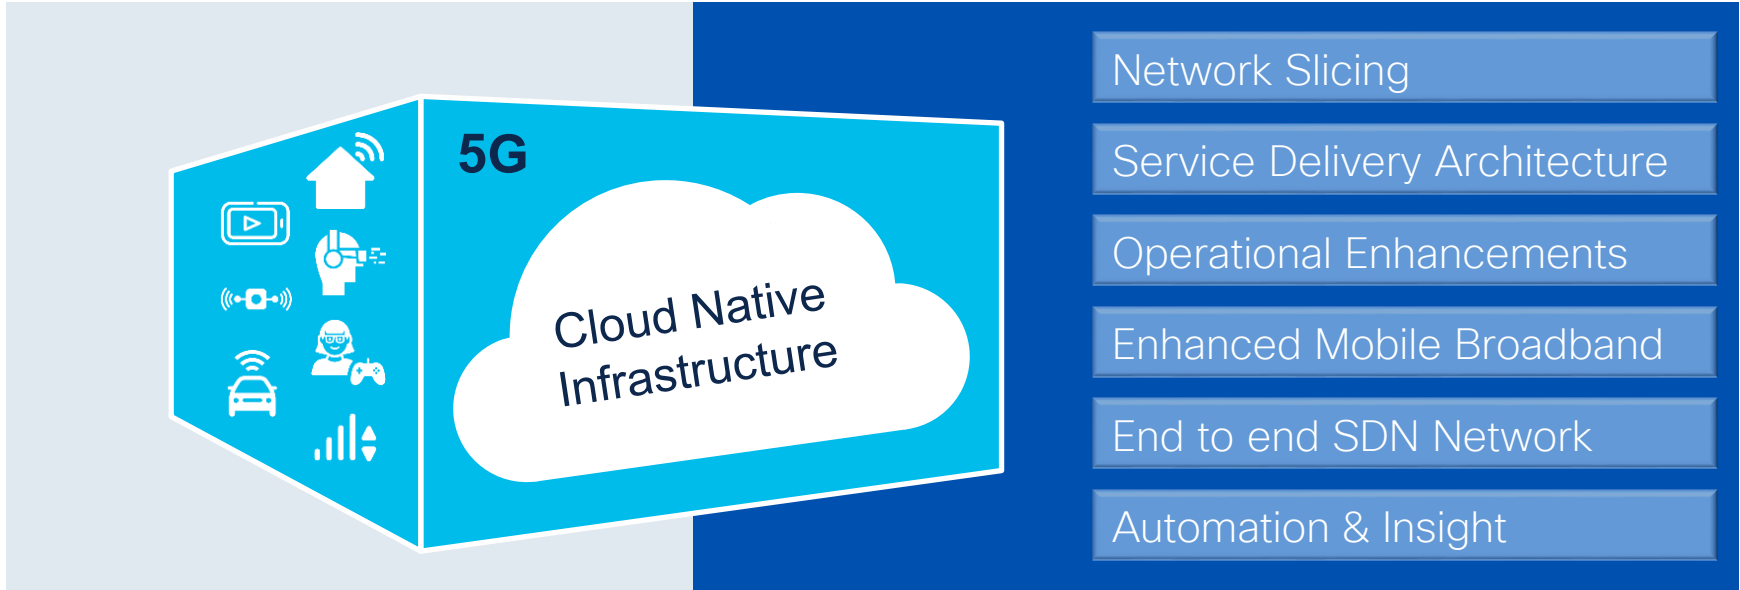 5G
Cloud Native
Infrastructure
Network Slicing
Service Delivery Architecture
Operational Enhancements
Enhanced Mobile Broadband
End to end SDN Network
Automation & Insight